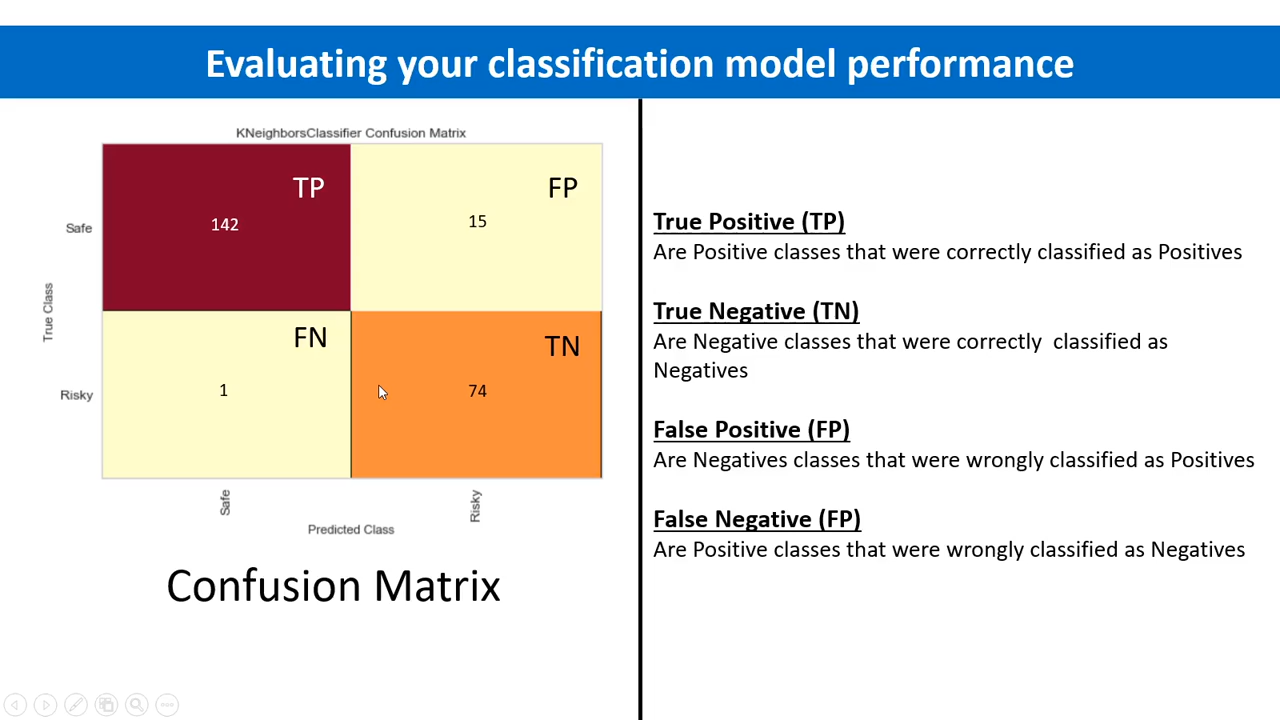 Evaluating your classification model performance
KNeighborsClassifier Confusion Matrix
TP
FP
142
15
Safe
FN
TN
True Class
1
74
Risky
Safe
Risky
Predicted Class
Confusion Matrix
True Positive (TP)
Are Positive classes that were correctly classified as Positives
True Negative (TN)
Are Negative classes that were correctly  classified as
Negatives
False Positive (FP)
Are Negatives classes that were wrongly classified as Positives
False Negative (FP)
Are Positive classes that were wrongly classified as Negatives